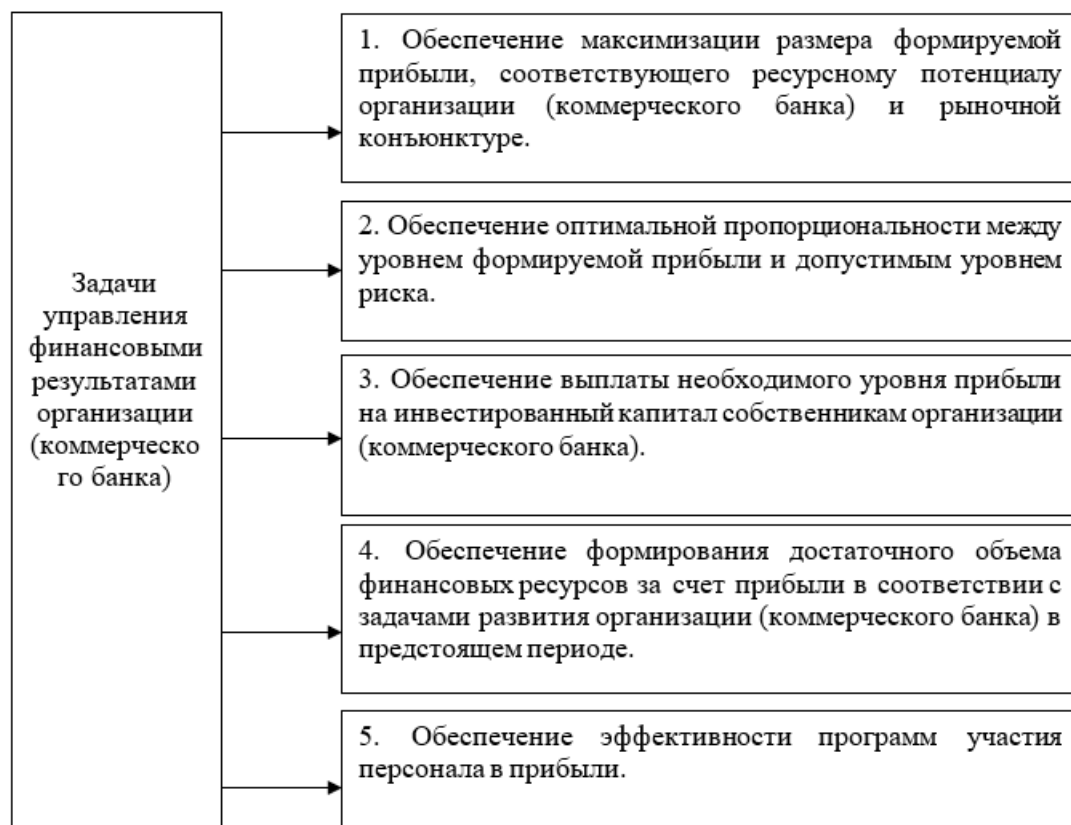 Задачи
управления
финансовыми
результатами
организации
(коммерческо
го банка)
1. Обеспечение максимизации размера формируемой
прибыли, соответствующего ресурсному потенциалу
организации (коммерческого банка) и рыночной
конъюнктуре.
2. Обеспечение оптимальной пропорциональности между
уровнем формируемой прибыли и допустимым уровнем
риска.
3. Обеспечение выплаты необходимого уровня прибыли
на инвестированный капитал собственникам организации
(коммерческого банка).
4. Обеспечение формирования достаточного объема
финансовых ресурсов за счет прибыли в соответствии с
задачами развития организации (коммерческого банка) в
предстоящем периоде.
5. Обеспечение эффективности программ участия
персонала в прибыли.